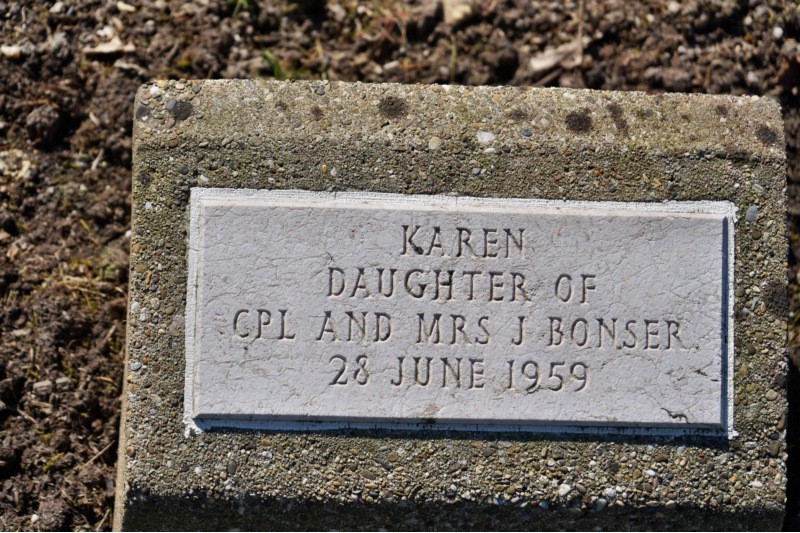 KAREN
DAUGHTER OF
CPL AND MRS J BONSER
28 JUNE 1959